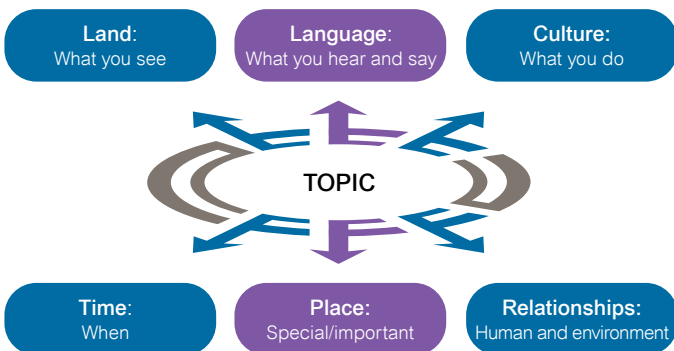 Land:
What you see
Language:
What you hear and say
Culture:
What you do
TOPIC
Time:
When
Place:
Special/important
Relationships:
Human and environment